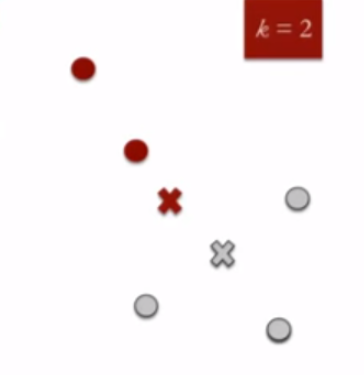 k = 2